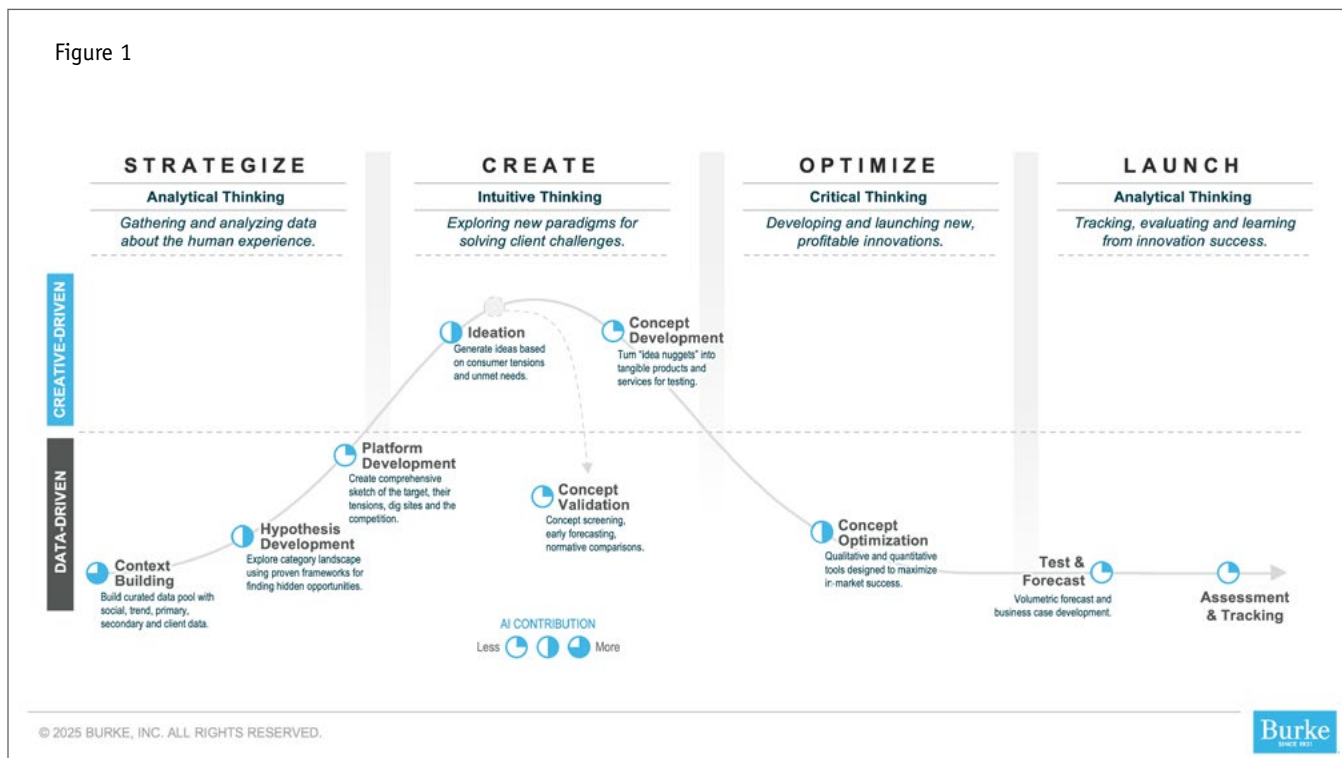 Figure 1
STRATEGIZE
Analytical Thinking
Gathering and analyzing data
about the human experience.
CREATE
Intuitive Thinking
Exploring new paradigms for
solving client challenges.
OPTIMIZE
Critical Thinking
Developing and launching new,
profitable innovations.
LAUNCH
Analytical Thinking
Tracking, evaluating and learning
from innovation success.
CREATIVE-DRIVEN
DATA-DRIVEN
Context
Building
Build curated data pool with
social, trend, primary,
secondary and client data.
Hypothesis
Development
Explore category landscape
using proven frameworks for
finding hidden opportunities.
Platform
Development
Create comprehensive
sketch of the target, their
tensions, dig sites and the
competition.
Ideation
Generate ideas based
on consumer tensions
and unmet needs.
Concept
Validation
Concept screening,
early forecasting,
normative comparisons.
Concept
Development
Turn "idea nuggets" into
tangible products and
services for testing.
Concept
Optimization
Qualitative and quantitative
tools designed to maximize
in-market success.
Test &
Forecast
Volumetric forecast and
business case development.
Assessment
& Tracking
AI CONTRIBUTION
Less More
© 2025 BURKE, INC. ALL RIGHTS RESERVED.
Burke
SINCE 1931